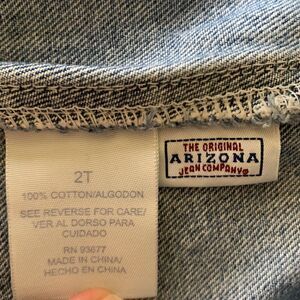 2T
100% COTTON/ALGODON
SEE REVERSE FOR CARE/
VER AL DORSO PARA
CUIDADO
RN 93677
MADE IN CHINA/
HECHO EN CHINA
THE ORIGINAL
ARIZONA
JEAN COMPANY®